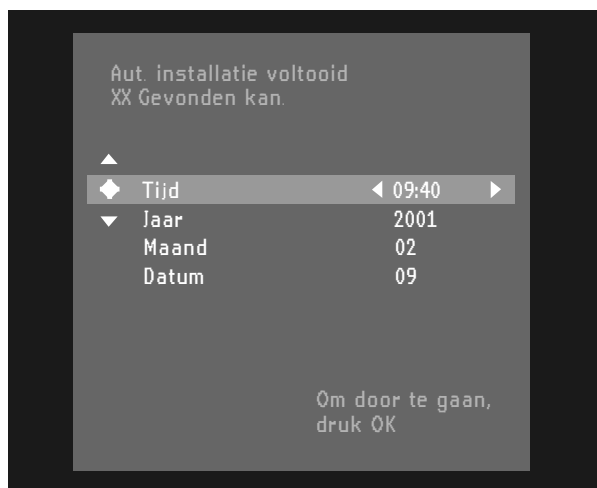 Aut. installatie voltooid
XX Gevonden kan.
Tijd 09:40
Jaar 2001
Maand 02
Datum 09
Om door te gaan,
druk OK